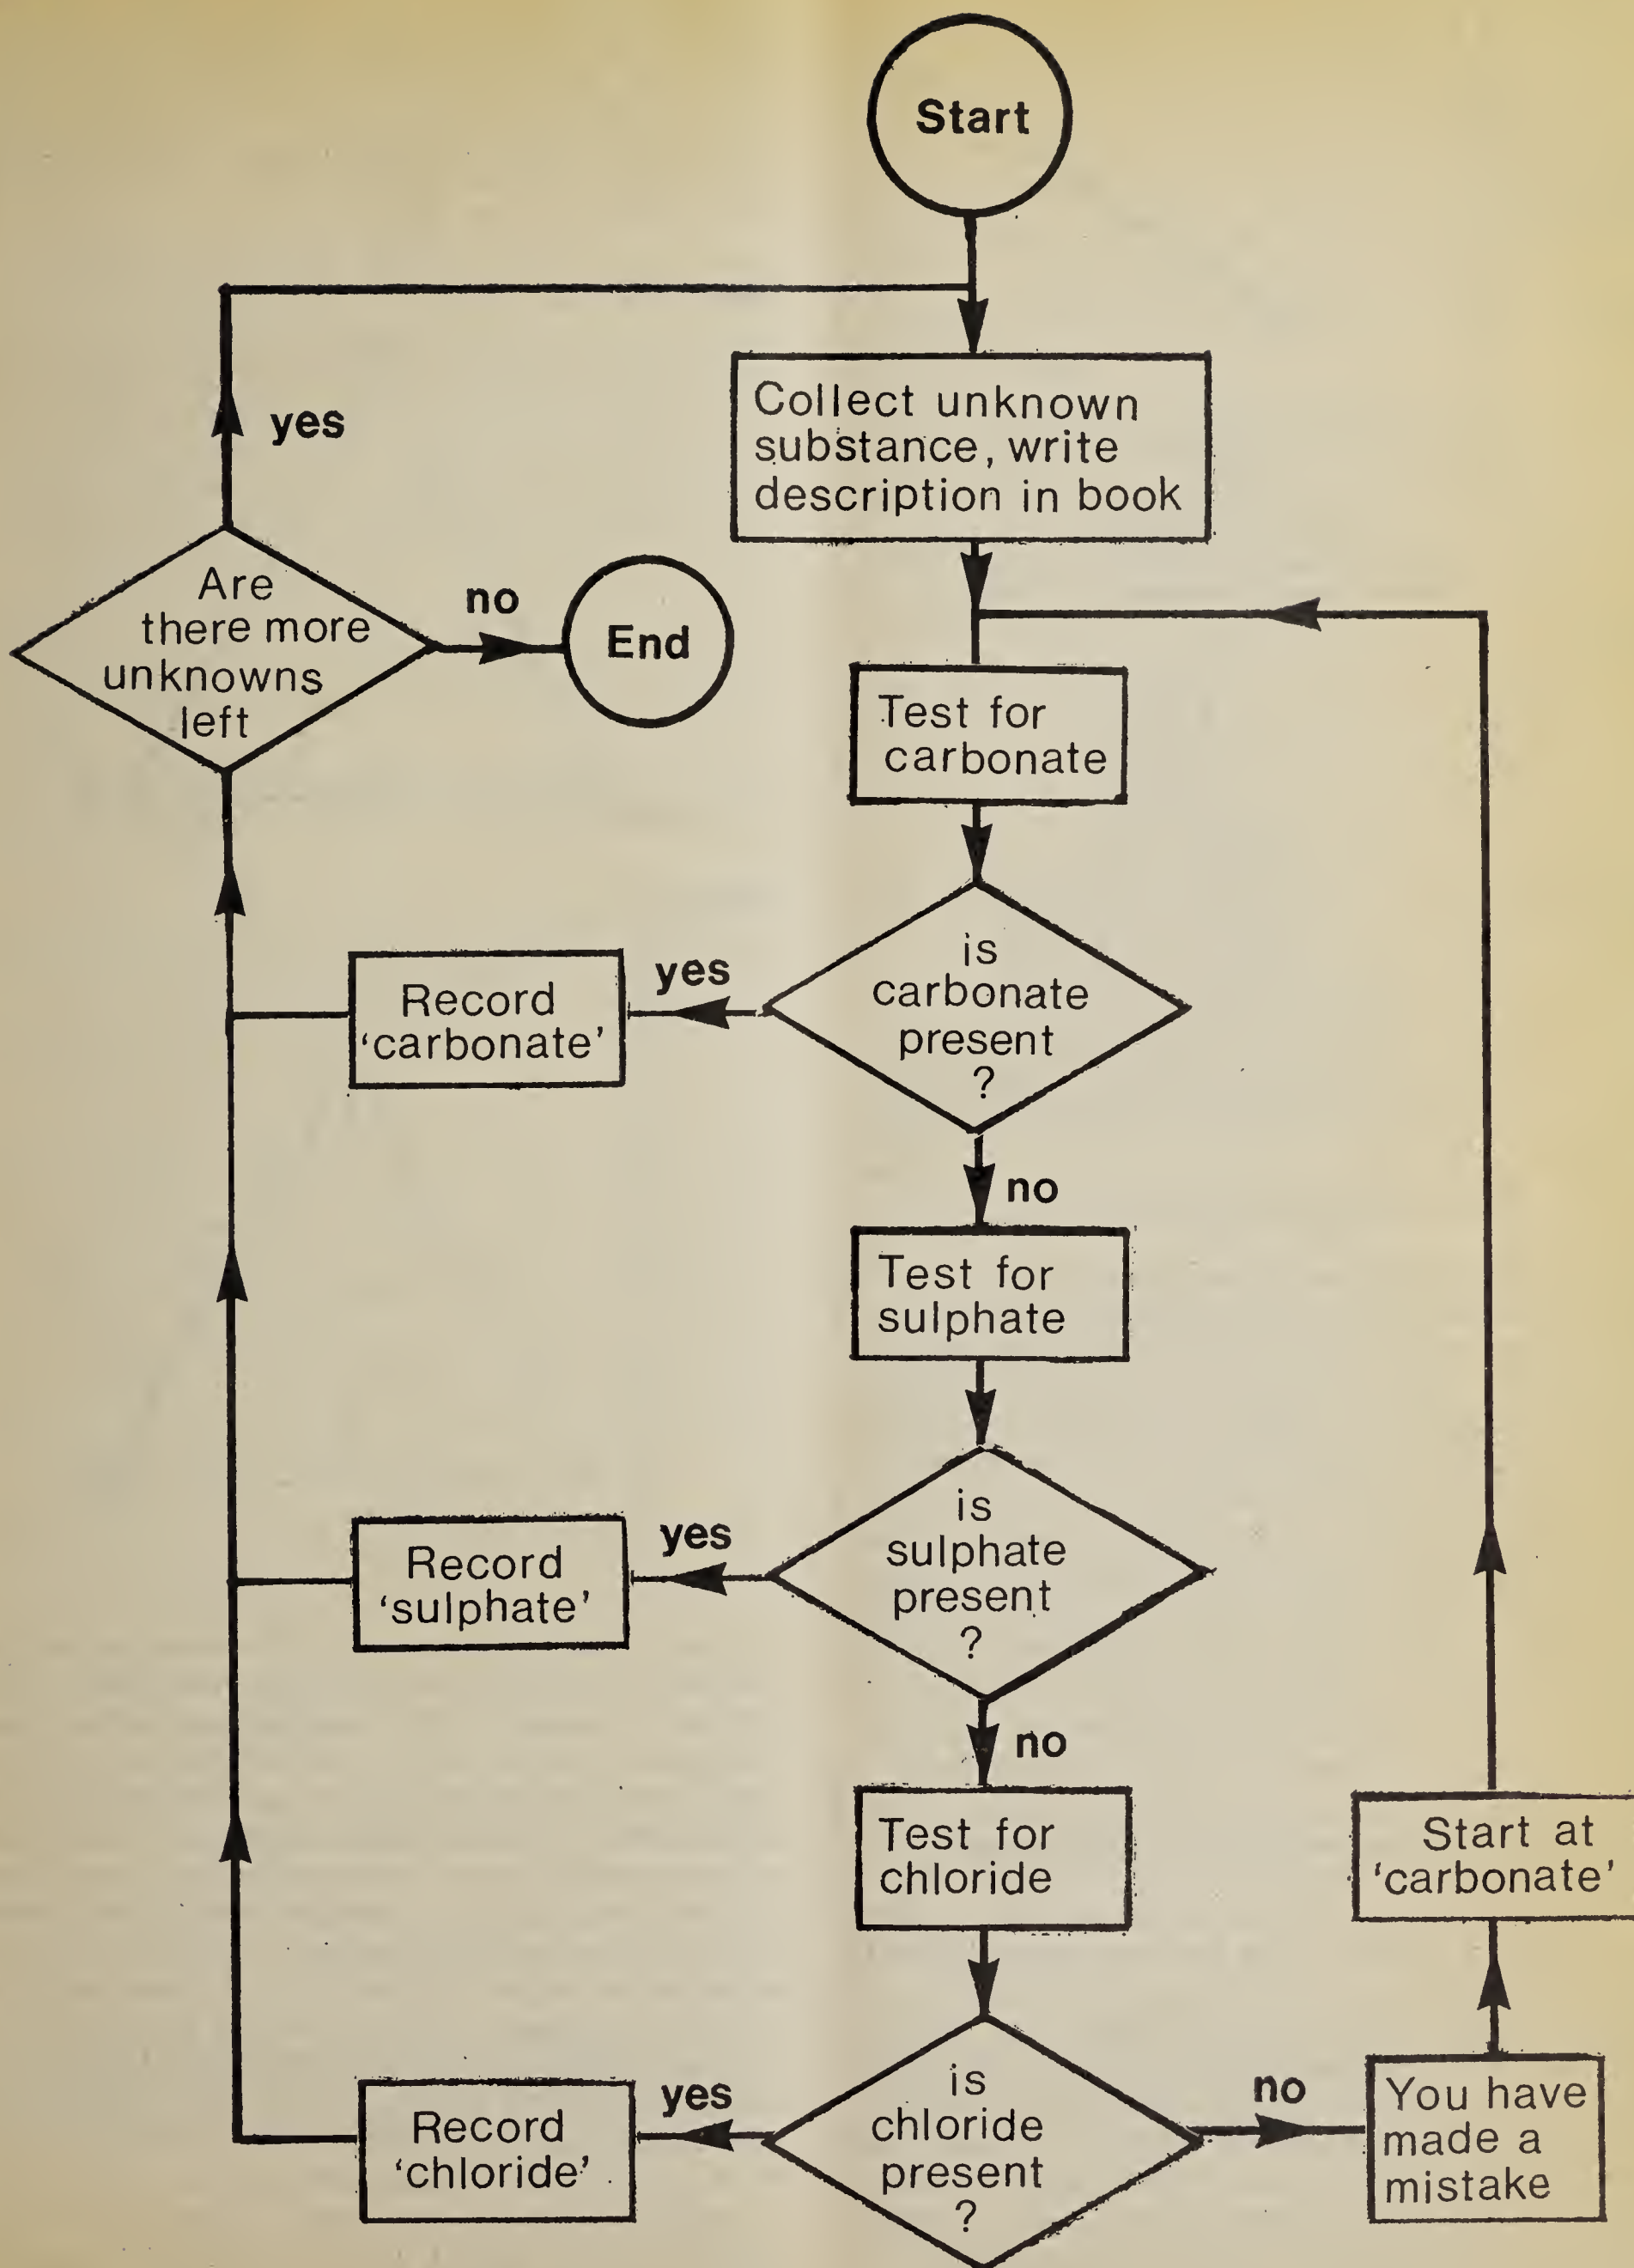 Start
yes
Collect unknown
substance, write
description in book
Are
there more
unknowns
left
no
End
Test for
carbonate
is
carbonate
present
?
yes
Record
‘carbonate’
no
Test for
sulphate
is
sulphate
present
?
yes
Record
‘sulphate’
no
Test for
chloride
Start at
‘carbonate’
is
chloride
present
?
yes
Record
‘chloride’
no
You have
made a
mistake